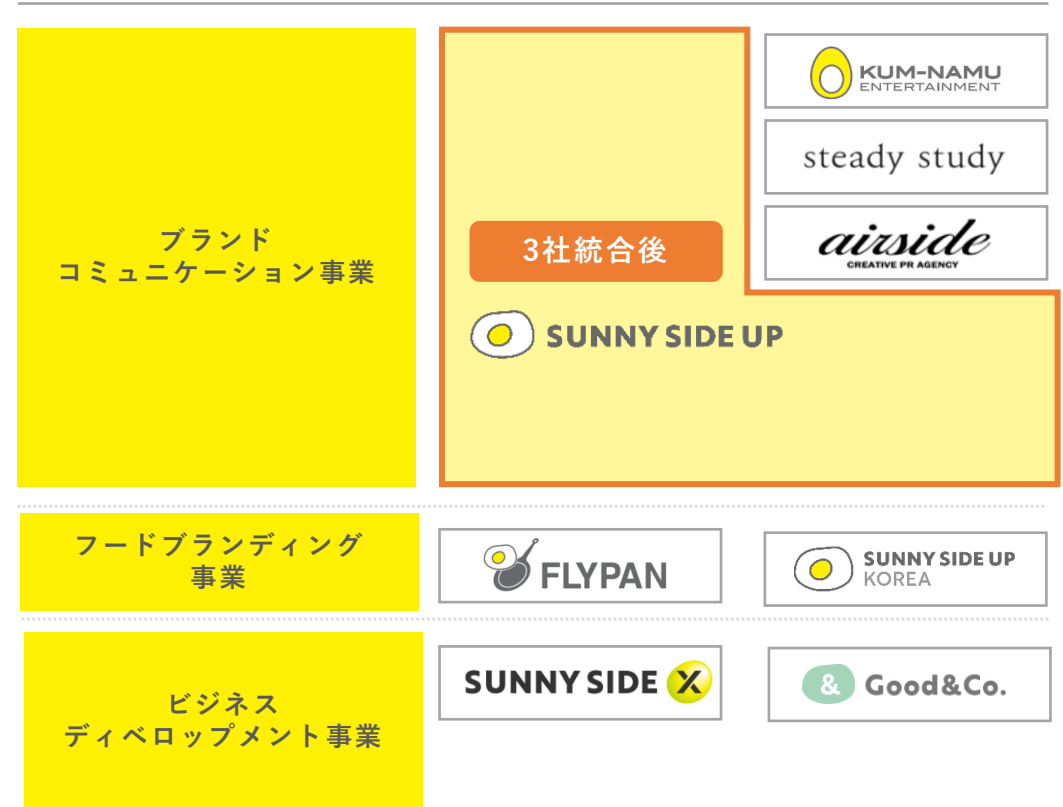 ブランド
コミュニケーション事業
3社統合後
SUNNY SIDE UP
KUM-NAMU
ENTERTAINMENT
steady study
airside
CREATIVE PR AGENCY
フードブランディング
事業
FLYPAN
SUNNY SIDE UP
KOREA
ビジネス
ディベロップメント事業
SUNNY SIDE X
& Good&Co.